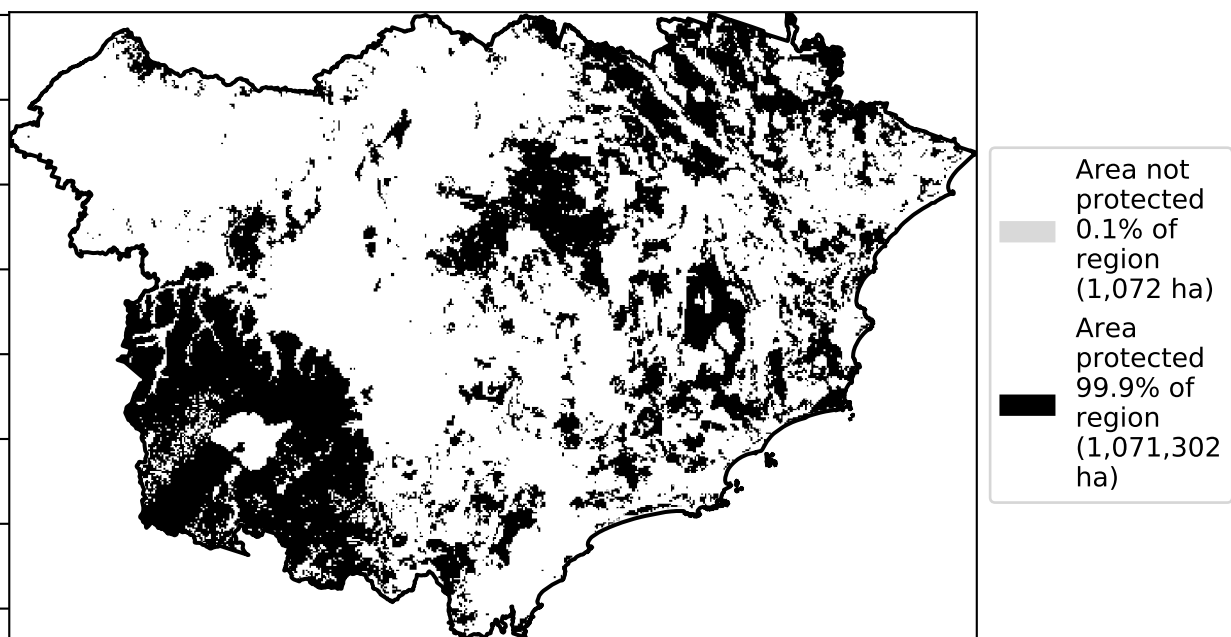 Area not
protected
0.1% of
region
(1,072 ha)
Area
protected
99.9% of
region
(1,071,302
ha)